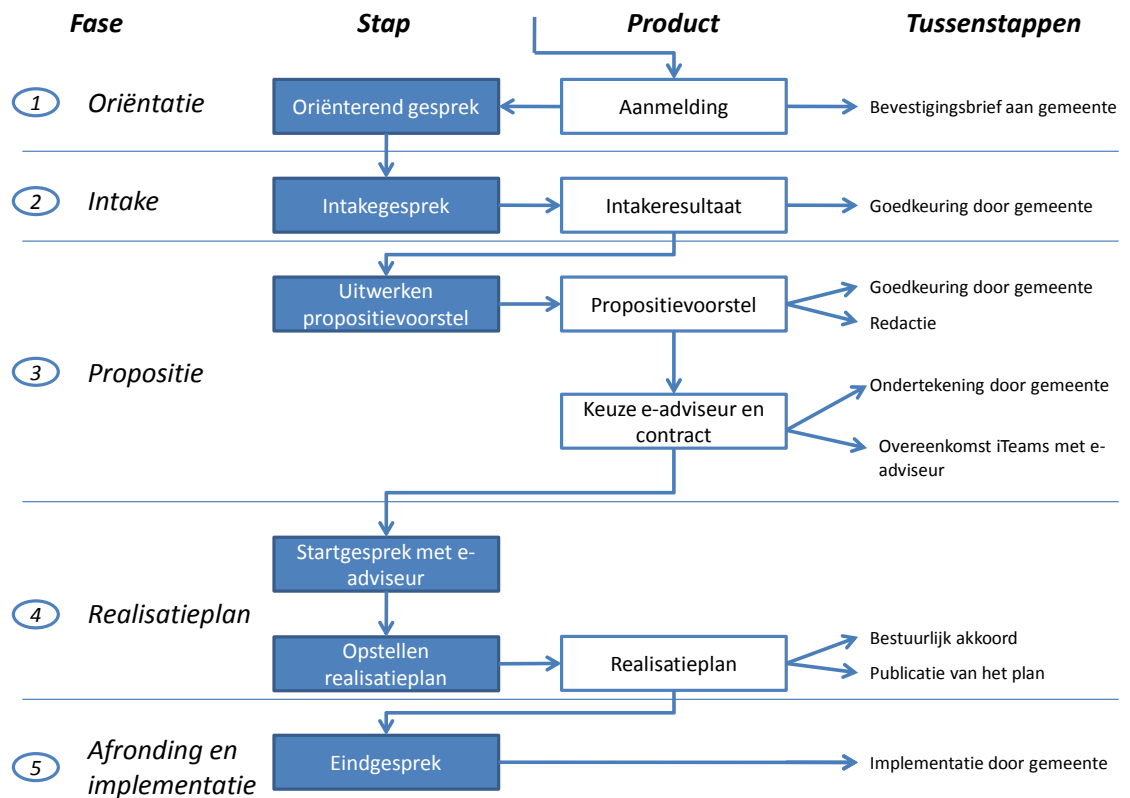 Fase Stap Product Tussenstappen
1 Oriëntatie
Oriënterend gesprek
Aanmelding
Bevestigingsbrief aan gemeente
2 Intake
Intakegesprek
Intakeresultaat
Goedkeuring door gemeente
3 Propositie
Uitwerken
propositievoorstel
Propositievoorstel
Goedkeuring door gemeente
Redactie
Keuze e-adviseur en
contract
Ondertekening door gemeente
Overeenkomst iTeams met e-
adviseur
4 Realisatieplan
Startgesprek met e-
adviseur
Opstellen
realisatieplan
Realisatieplan
Bestuurlijk akkoord
Publicatie van het plan
5 Afronding en
implementatie
Eindgesprek
Implementatie door gemeente